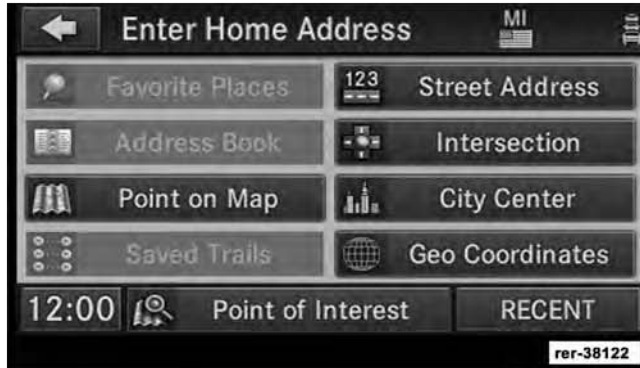 Enter Home Address
MI
Favorite Places
123
Street Address
Address Book
Intersection
Point on Map
City Center
Saved Trails
Geo Coordinates
12:00
Point of Interest
RECENT
rer-38122